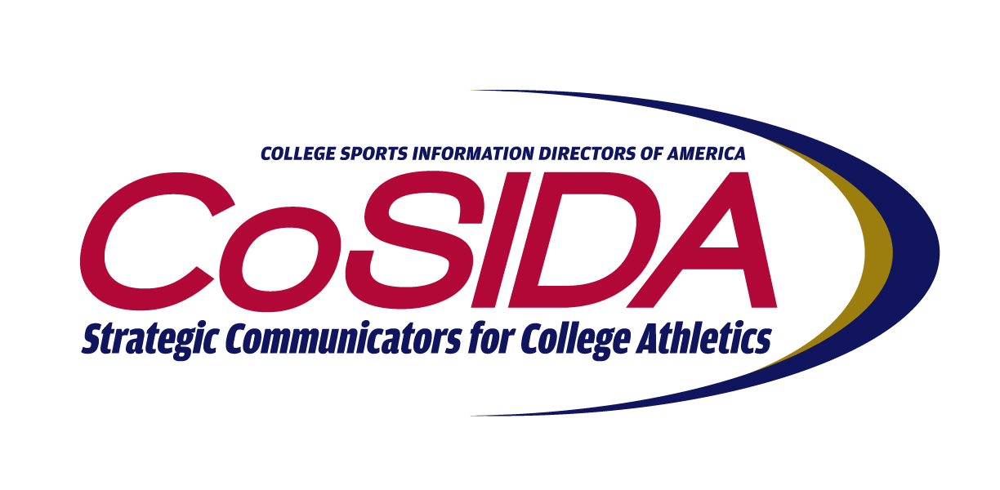 COLLEGE SPORTS INFORMATION DIRECTORS OF AMERICA
CoSIDA
Strategic Communicators for College Athletics